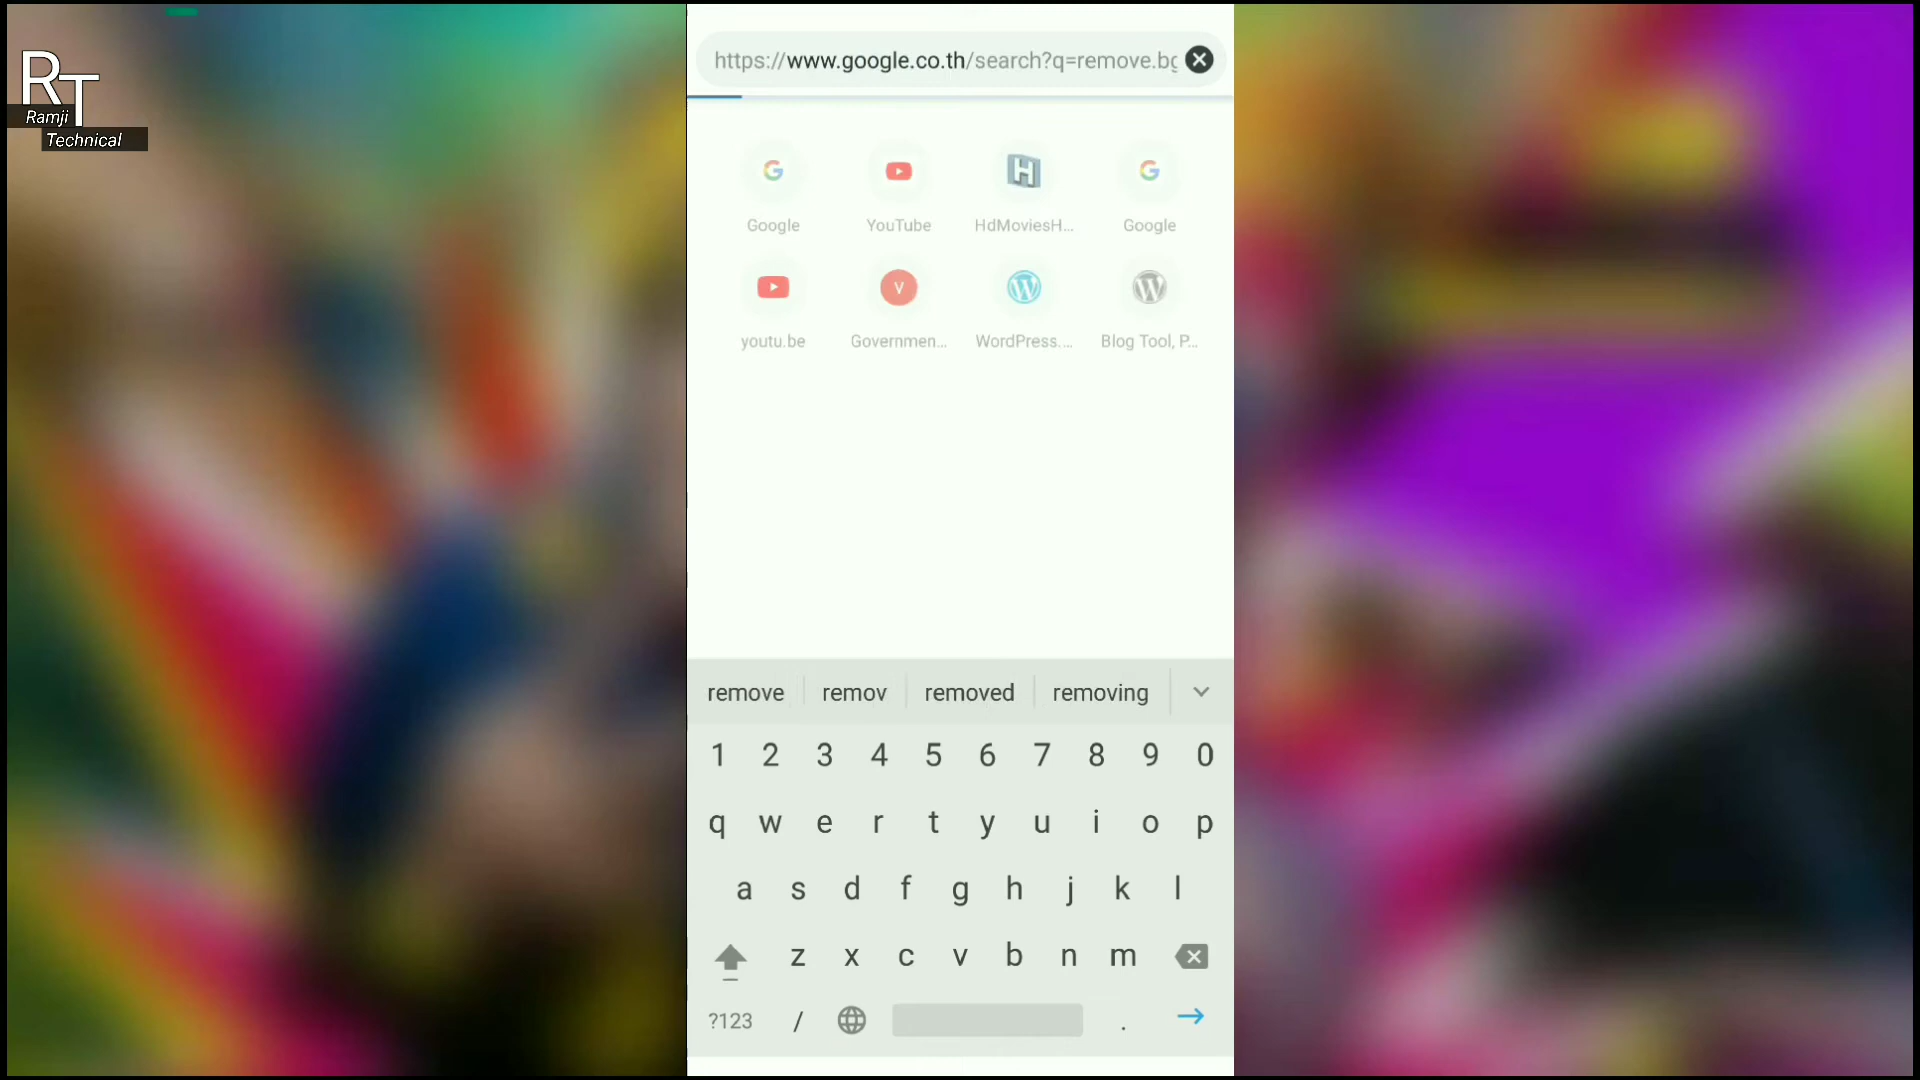 RT
Ramji
Technical
https://www.google.co.th/search?q=remove.bg
Google YouTube HdMoviesH... Google
youtu.be Governmen... WordPress.... Blog Tool, P...
remove remov removed removing
1 2 3 4 5 6 7 8 9 0
q w e r t y u i o p
a s d f g h j k l
z x c v b n m
?123 / .